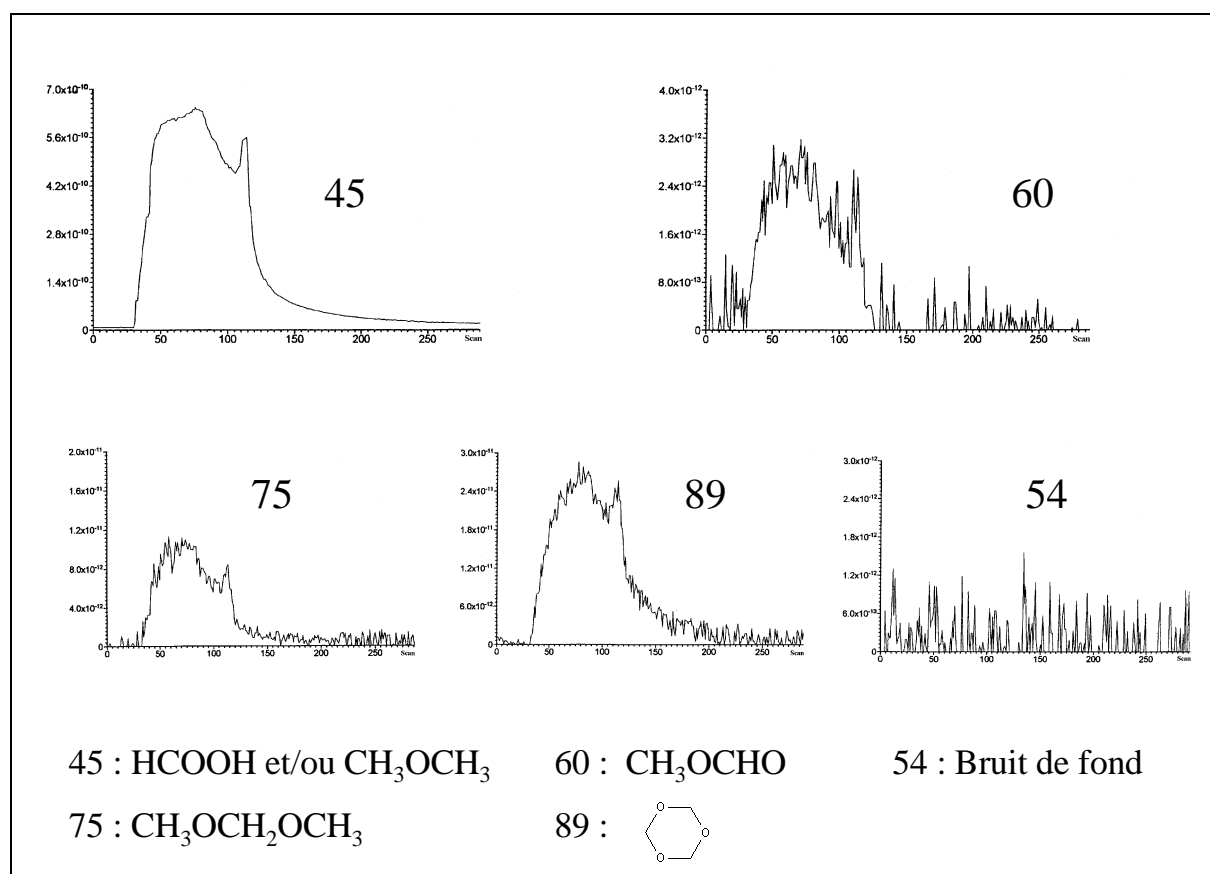 7.0x10-10
5.6x10-10
4.2x10-10
2.8x10-10
1.4x10-10
0
0 50 100 150 200 250 Scan
45
4.0x10-12
3.2x10-12
2.4x10-12
1.6x10-12
8.0x10-13
0
0 50 100 150 200 250 Scan
60
2.0x10-11
1.6x10-11
1.2x10-11
8.0x10-12
4.0x10-12
0
0 50 100 150 200 250 Scan
75
3.0x10-11
2.4x10-11
1.8x10-11
1.2x10-11
6.0x10-12
0
0 50 100 150 200 250 Scan
89
3.0x10-12
2.4x10-12
1.8x10-12
1.2x10-12
6.0x10-13
0
0 50 100 150 200 250 Scan
54
45 : HCOOH et/ou CH3OCH3 60 : CH3OCHO 54 : Bruit de fond
75 : CH3OCH2OCH3 89 : O O O